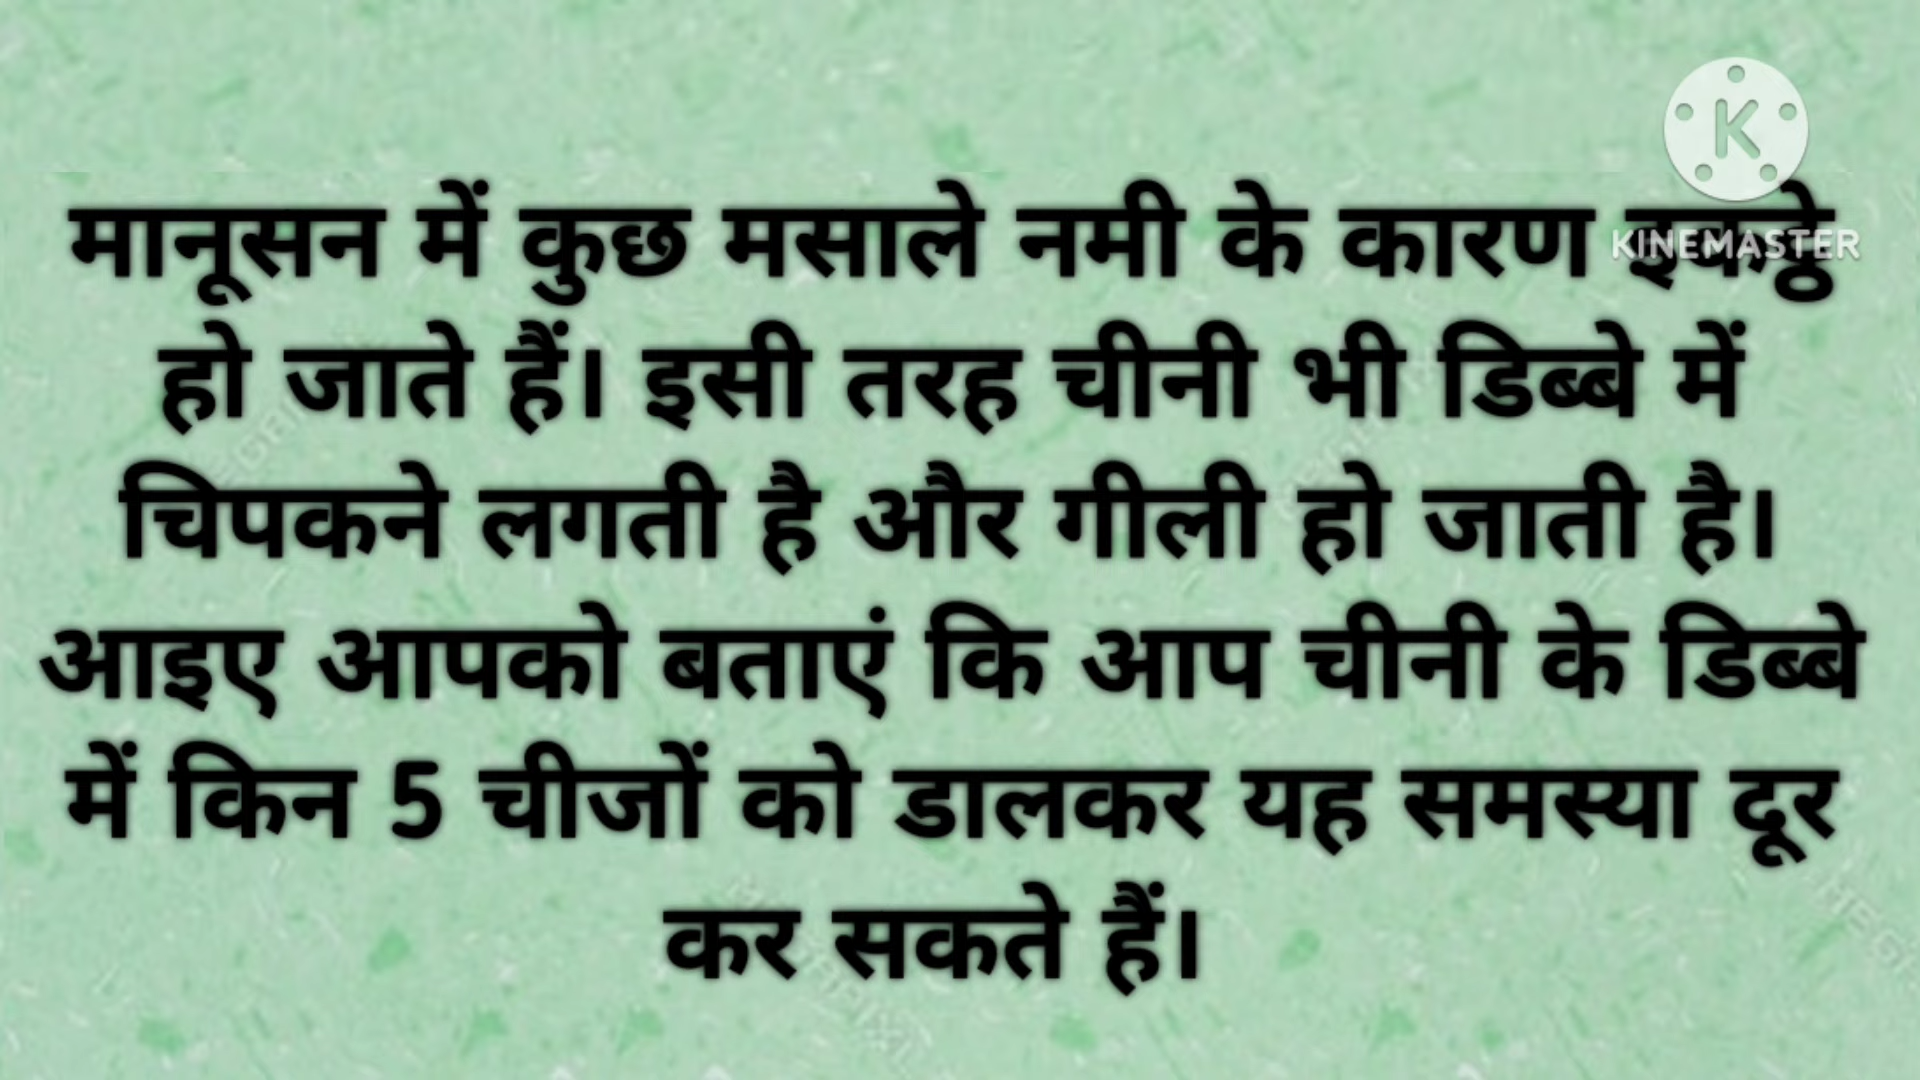 KINEMASTER
मानूसन में कुछ मसाले नमी के कारण इकठ्ठे
हो जाते हैं। इसी तरह चीनी भी डिब्बे में
चिपकने लगती है और गीली हो जाती है।
आइए आपको बताएं कि आप चीनी के डिब्बे
में किन 5 चीजों को डालकर यह समस्या दूर
कर सकते हैं।